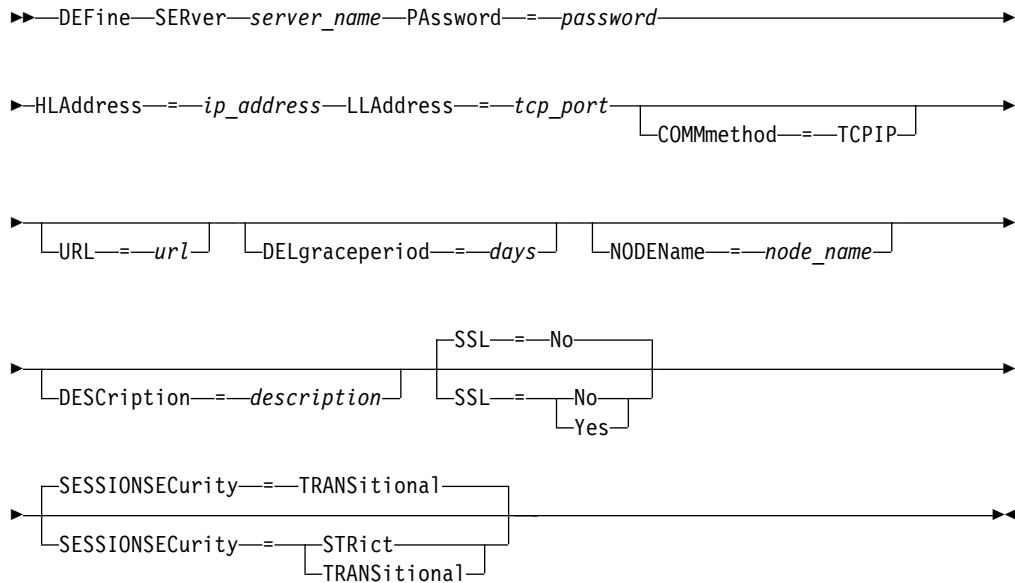 DEFine SERver server_name PAssword = password
HLAddress = ip_address LLAddress = tcp_port
COMMmethod = TCPIP
URL = url DELgraceperiod = days NODEName = node_name
SSL = No
DESCription = description SSL = No
Yes
SESSIONSECurity = TRANSitional
SESSIONSECurity = STRict
TRANSitional